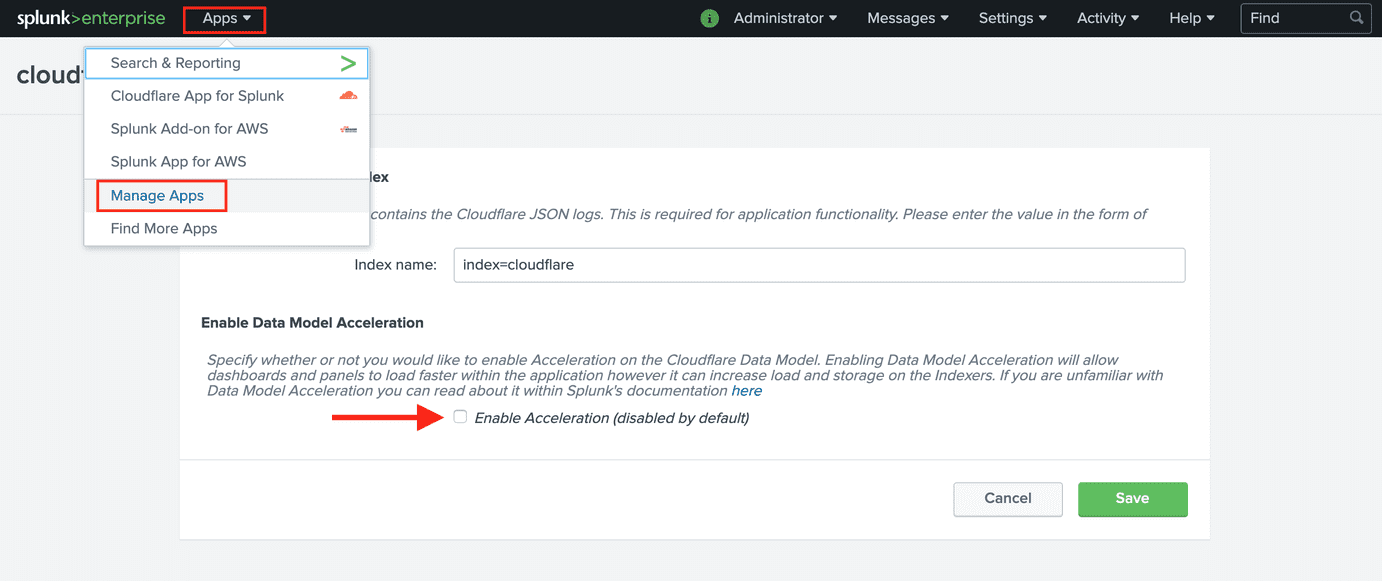 splunk>enterprise Apps Administrator Messages Settings Activity Help Find
cloudf
Search & Reporting
Cloudflare App for Splunk
Splunk Add-on for AWS
Splunk App for AWS
Manage Apps
Find More Apps
dex
contains the Cloudflare JSON logs. This is required for application functionality. Please enter the value in the form of
Index name: index=cloudflare
Enable Data Model Acceleration
Specify whether or not you would like to enable Acceleration on the Cloudflare Data Model. Enabling Data Model Acceleration will allow
dashboards and panels to load faster within the application however it can increase load and storage on the Indexers. If you are unfamiliar with
Data Model Acceleration you can read about it within Splunk's documentation here
Enable Acceleration (disabled by default)
Cancel Save